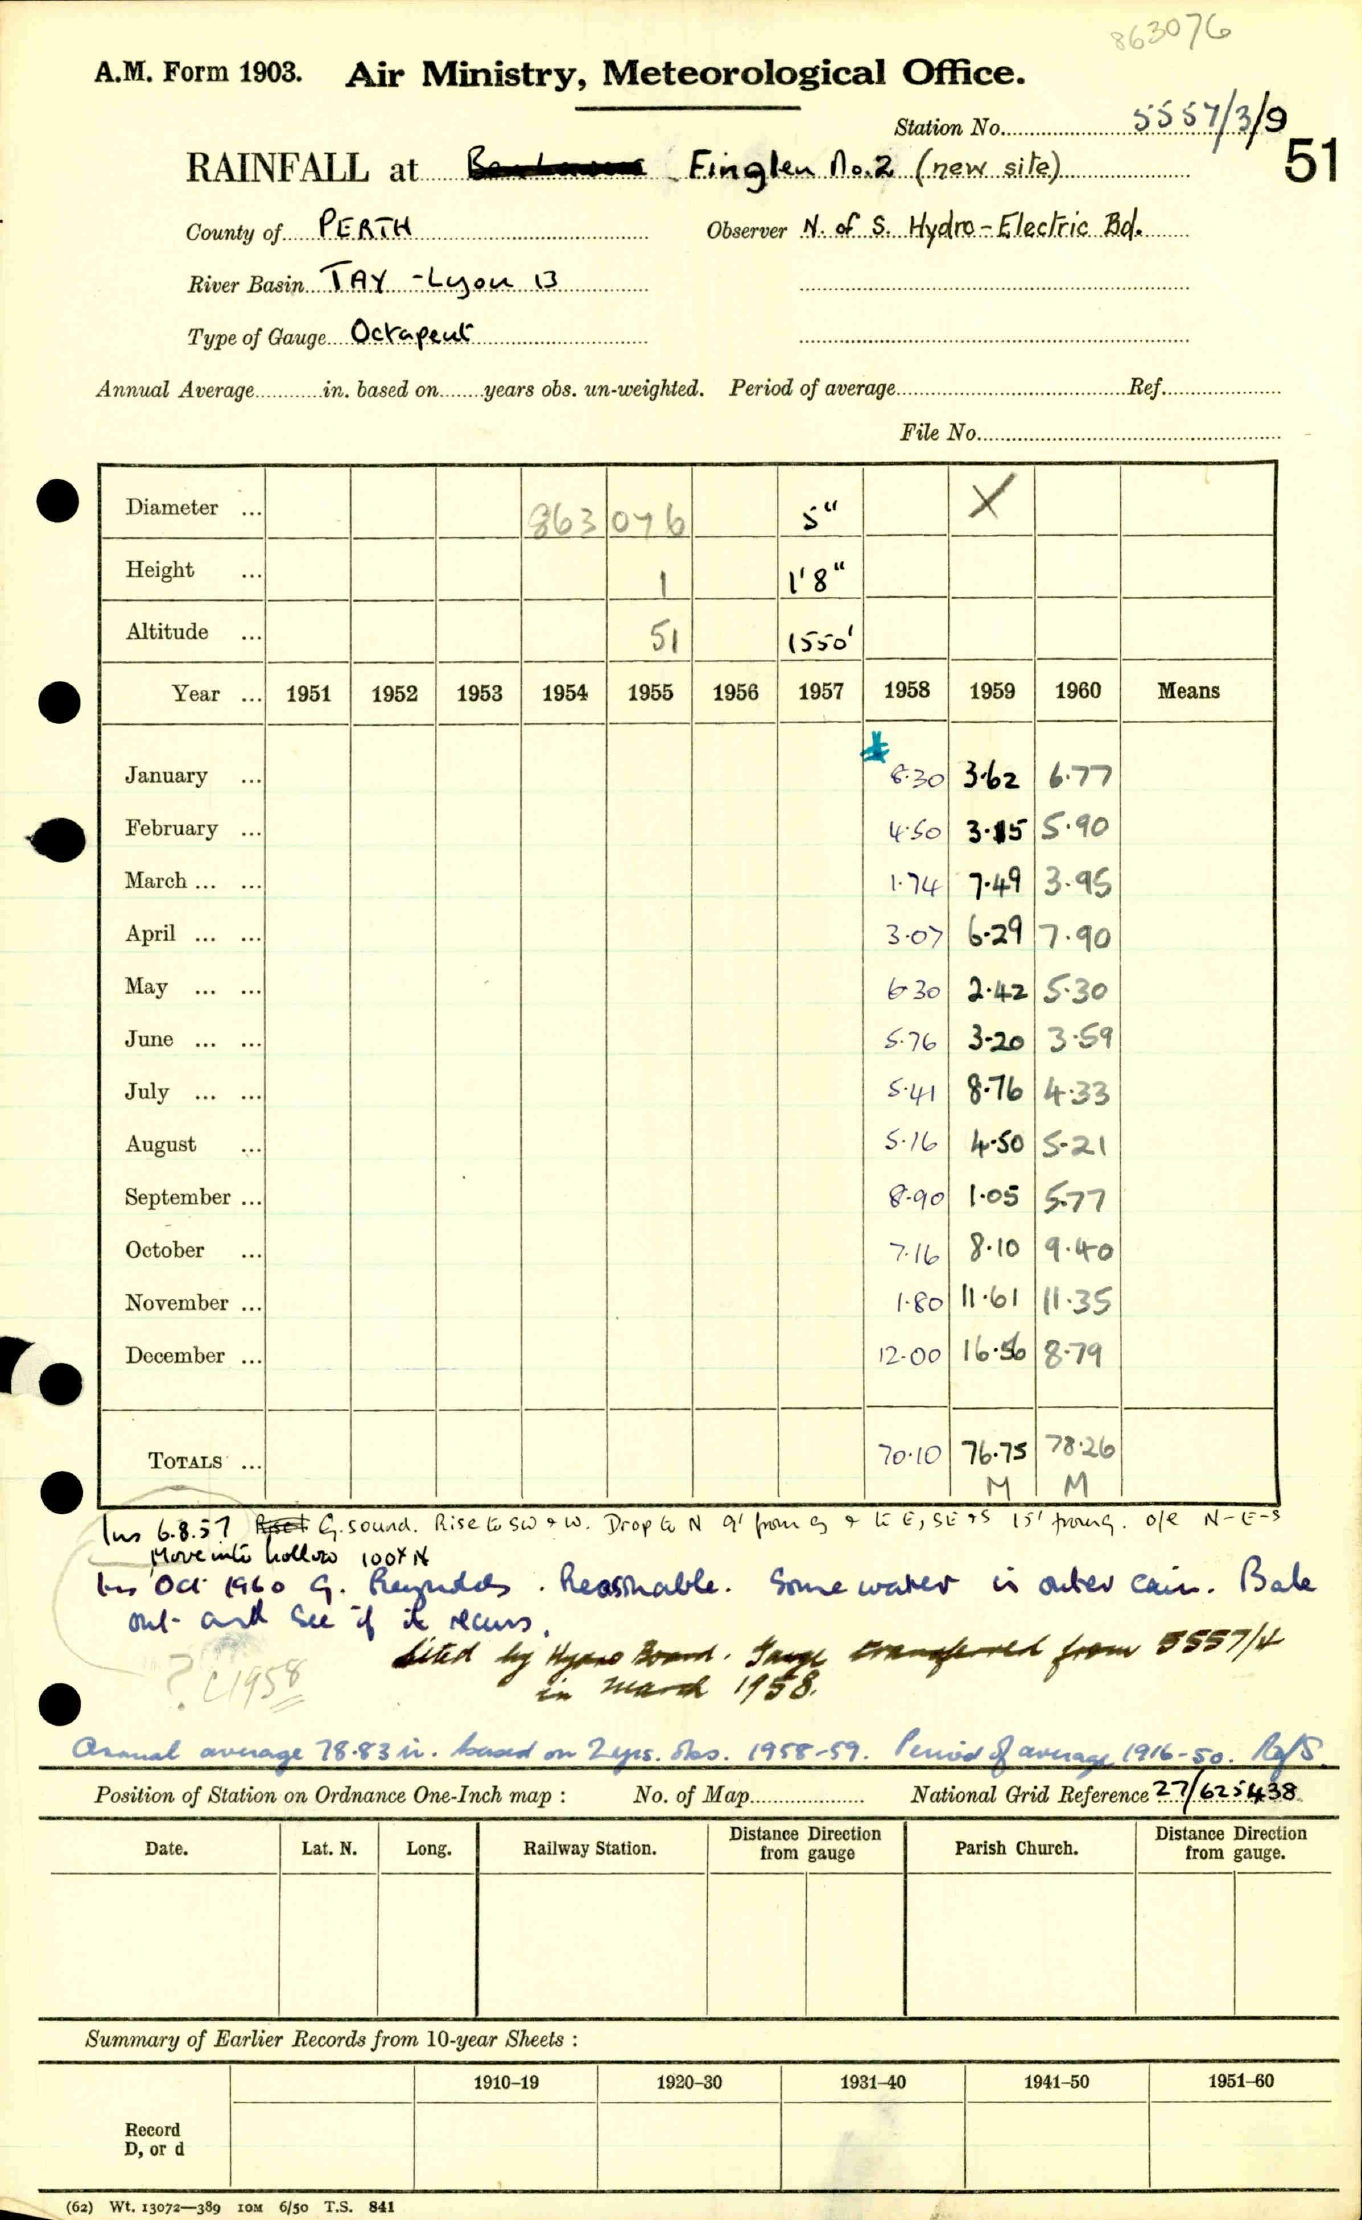 863076
A.M. Form 1903. Air Ministry, Meteorological Office.
Station No. 5557/3/9
51
RAINFALL at Finglen No.2 (new site)
County of PERTH Observer N. of S. Hydro-Electric Bd.
River Basin TAY - Lyon 13
Type of Gauge Octapent
Annual Average in. based on years obs. un-weighted. Period of average Ref.
File No.
Diameter ... 863 076 5" X
Height ... 1 1'8"
Altitude ... 51 1550'
Year ... 1951 1952 1953 1954 1955 1956 1957 1958 1959 1960 Means
January ... 8.30 3.62 6.77
February ... 4.50 3.15 5.90
March ... ... 1.74 7.49 3.95
April ... ... 3.07 6.29 7.90
May ... ... 6.30 2.42 5.30
June ... ... 5.76 3.20 3.59
July ... ... 5.41 8.76 4.33
August ... 5.16 4.50 5.21
September ... 8.90 1.05 5.77
October ... 7.16 8.10 9.40
November ... 1.80 11.61 11.35
December ... 12.00 16.56 8.79
TOTALS ... 70.10 76.75 78.26
M M
Ins 6.8.57 G. sound. Rise to SW & W. Drop to N 9' from g & to E, SE & S 15' from g. o/e N-E-S
Move into hollow 100x N
Ins Oct 1960 G. Reynolds. Reasonable. Some water in outer can. Bale
out and see if it recurs.
Sited by Hydro Board. Gauge transferred from 5557/4
in March 1958.
? c1958
Annual average 78.83 in. based on 2 yrs. obs. 1958-59. Period of average 1916-50. Ref S.
Position of Station on Ordnance One-Inch map : No. of Map National Grid Reference 27/625438
Date. Lat. N. Long. Railway Station. Distance Direction from gauge Parish Church. Distance Direction from gauge.
Summary of Earlier Records from 10-year Sheets :
1910-19 1920-30 1931-40 1941-50 1951-60
Record
D, or d
(62) Wt. 13072—389 10M 6/50 T.S. 841